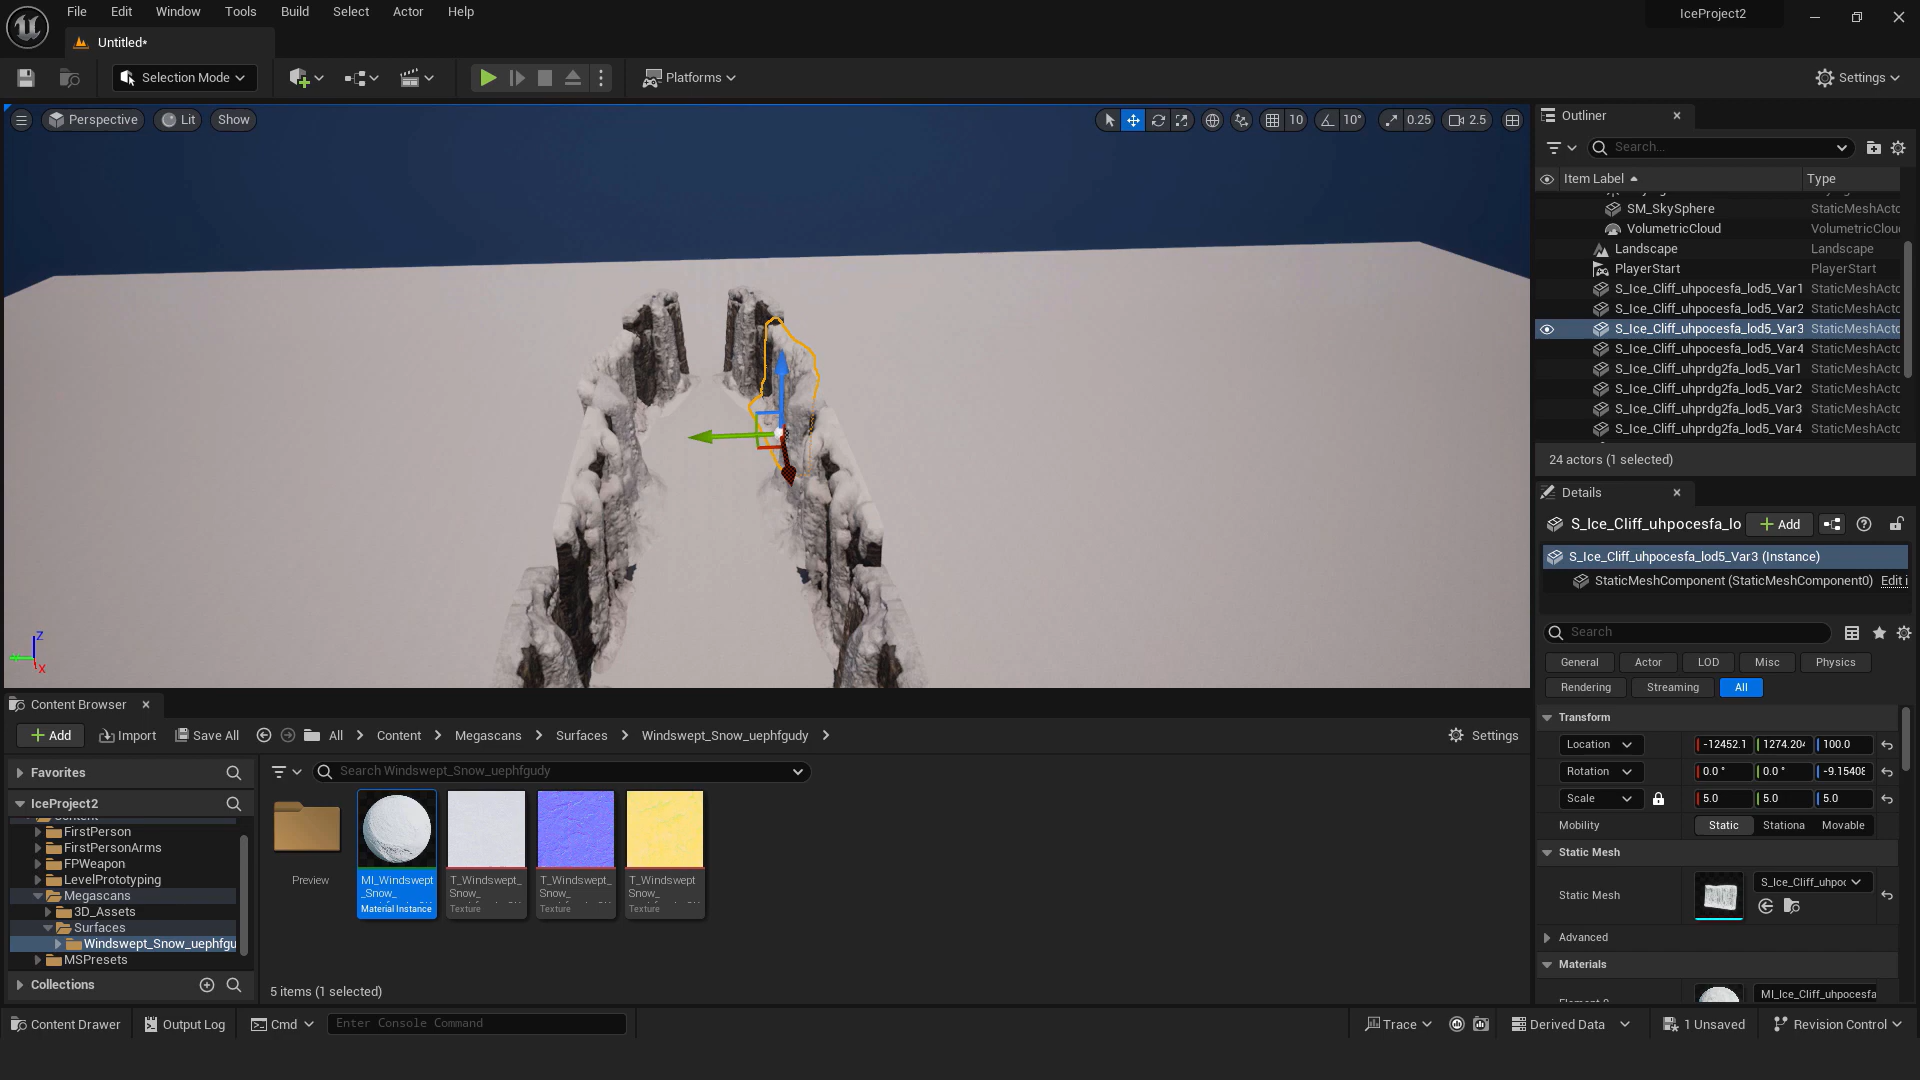 File Edit Window Tools Build Select Actor Help
IceProject2
Untitled*
Selection Mode
Platforms
Settings
Perspective Lit Show
10 10° 0.25 2.5
Outliner
Search...
Item Label Type
SM_SkySphere StaticMeshActo
VolumetricCloud VolumetricClou
Landscape Landscape
PlayerStart PlayerStart
S_Ice_Cliff_uhpocesfa_lod5_Var1 StaticMeshActo
S_Ice_Cliff_uhpocesfa_lod5_Var2 StaticMeshActo
S_Ice_Cliff_uhpocesfa_lod5_Var3 StaticMeshActo
S_Ice_Cliff_uhpocesfa_lod5_Var4 StaticMeshActo
S_Ice_Cliff_uhprdg2fa_lod5_Var1 StaticMeshActo
S_Ice_Cliff_uhprdg2fa_lod5_Var2 StaticMeshActo
S_Ice_Cliff_uhprdg2fa_lod5_Var3 StaticMeshActo
S_Ice_Cliff_uhprdg2fa_lod5_Var4 StaticMeshActo
24 actors (1 selected)
Details
S_Ice_Cliff_uhpocesfa_lo Add
S_Ice_Cliff_uhpocesfa_lod5_Var3 (Instance)
StaticMeshComponent (StaticMeshComponent0) Edit i
Search
General Actor LOD Misc Physics
Rendering Streaming All
Transform
Location -12452.1 1274.204 100.0
Rotation 0.0 ° 0.0 ° -9.15408
Scale 5.0 5.0 5.0
Mobility Static Stationa Movable
Static Mesh
Static Mesh S_Ice_Cliff_uhpoc
Advanced
Materials
MI_Ice_Cliff_uhpocesfa
Z
X
Content Browser
Add Import Save All All Content Megascans Surfaces Windswept_Snow_uephfgudy Settings
Favorites
Search Windswept_Snow_uephfgudy
IceProject2
FirstPerson
FirstPersonArms
FPWeapon
LevelPrototyping
Megascans
3D_Assets
Surfaces
Windswept_Snow_uephfgu
MSPresets
Collections
Preview
MI_Windswept
_Snow_
Material Instance
T_Windswept_
Snow_
Texture
T_Windswept_
Snow_
Texture
T_Windswept
Snow_
Texture
5 items (1 selected)
Content Drawer Output Log Cmd Enter Console Command Trace Derived Data 1 Unsaved Revision Control